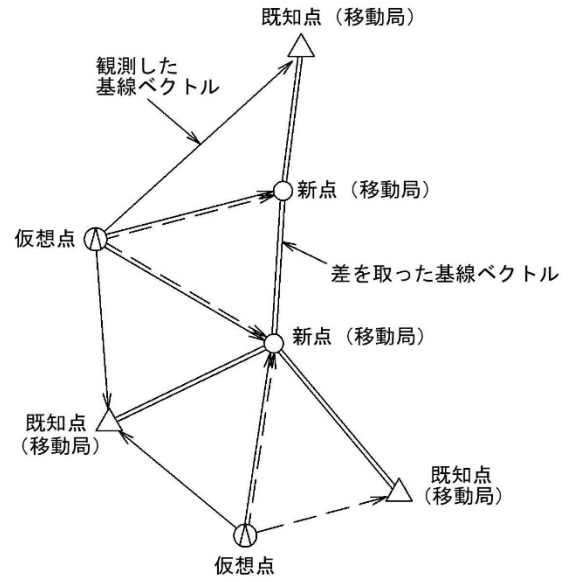 既知点（移動局）
観測した
基線ベクトル
新点（移動局）
仮想点
差を取った基線ベクトル
新点（移動局）
既知点
（移動局）
既知点
（移動局）
仮想点